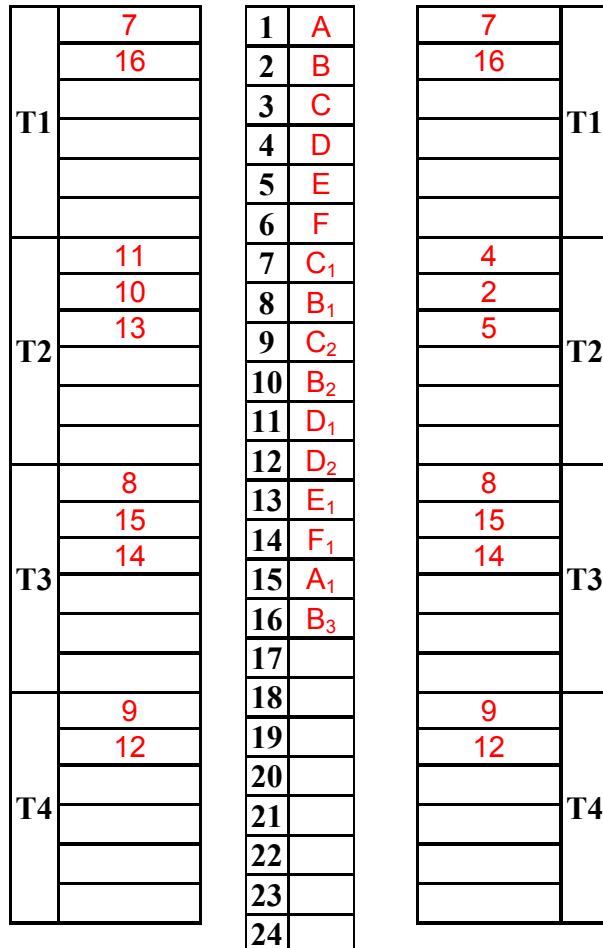 T1
7
16
T2
11
10
13
T3
8
15
14
T4
9
12
1 A
2 B
3 C
4 D
5 E
6 F
7 C₁
8 B₁
9 C₂
10 B₂
11 D₁
12 D₂
13 E₁
14 F₁
15 A₁
16 B₃
17
18
19
20
21
22
23
24
7
16
T1
4
2
5
T2
8
15
14
T3
9
12
T4